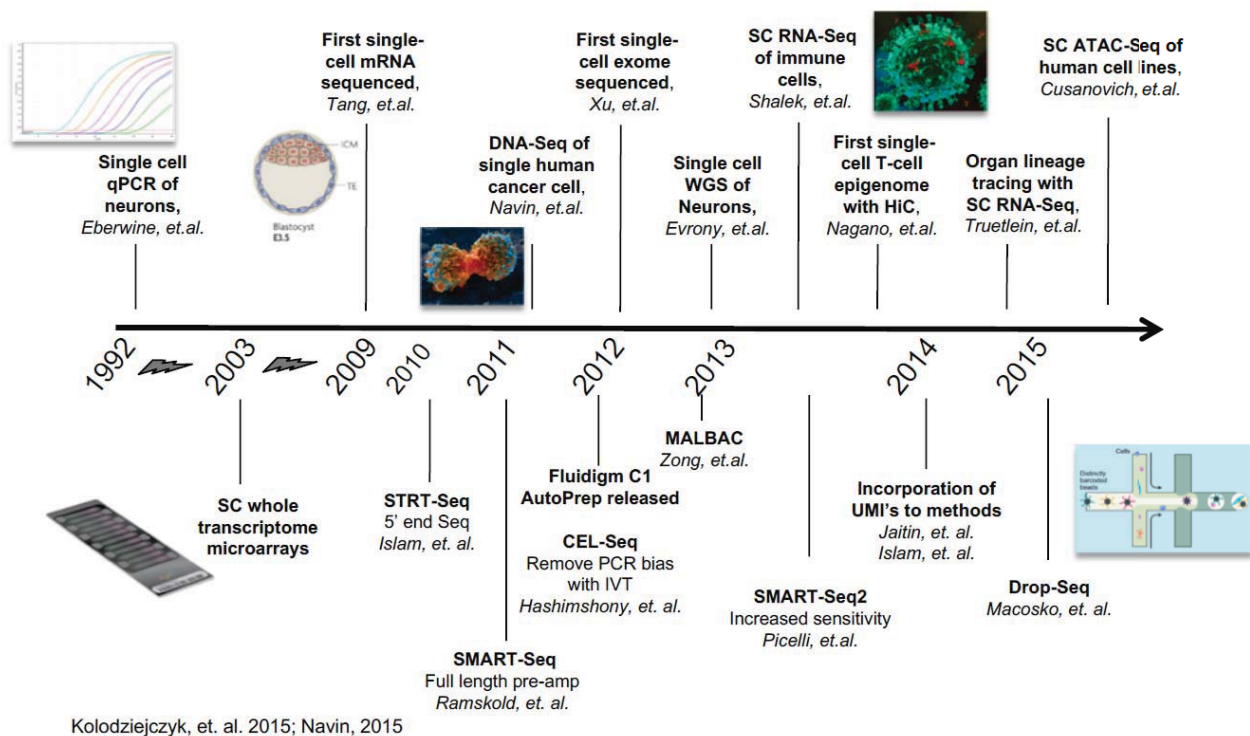 First single-
cell mRNA
sequenced,
Tang, et.al.
First single-
cell exome
sequenced,
Xu, et.al.
SC RNA-Seq
of immune
cells,
Shalek, et.al.
SC ATAC-Seq of
human cell lines,
Cusanovich, et.al.
Single cell
qPCR of
neurons,
Eberwine, et.al.
ICM
TE
Blastocyst
E3.5
DNA-Seq of
single human
cancer cell,
Navin, et.al.
Single cell
WGS of
Neurons,
Evrony, et.al.
First single-
cell T-cell
epigenome
with HiC,
Nagano, et.al.
Organ lineage
tracing with
SC RNA-Seq,
Truetlein, et.al.
1992
2003
2009
2010
2011
2012
2013
2014
2015
SC whole
transcriptome
microarrays
STRT-Seq
5' end Seq
Islam, et. al
SMART-Seq
Full length pre-amp
Ramskold, et. al
Fluidigm C1
AutoPrep released
CEL-Seq
Remove PCR bias
with IVT
Hashimshony, et. al
MALBAC
Zong, et.al.
SMART-Seq2
Increased sensitivity
Picelli, et.al.
Incorporation of
UMI's to methods
Jaitin, et. al.
Islam, et. al.
Drop-Seq
Macosko, et. al.
Cells
Distinctly
barcoded
beads
Kolodziejczyk, et. al. 2015; Navin, 2015